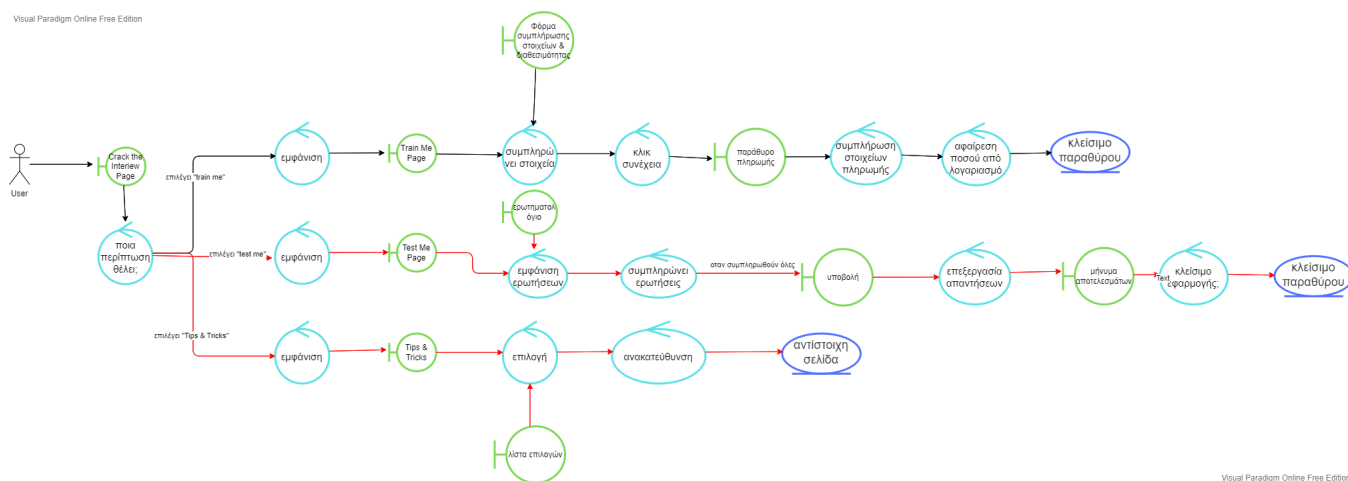 Visual Paradigm Online Free Edition
Φόρμα
συμπλήρωσης
στοιχείων &
διαθεσιμότητας
User
Crack the
Interiew
Page
επιλέγει "train me"
εμφάνιση
Train Me
Page
συμπληρώ
νει στοιχεία
κλικ
συνέχεια
παράθυρο
πληρωμής
συμπλήρωση
στοιχείων
πληρωμής
αφαίρεση
ποσού από
λογαριασμό
κλείσιμο
παραθύρου
ποια
περίπτωση
θέλει;
επιλέγει "test me"
εμφάνιση
Test Me
Page
ερωτηματολ
όγιο
εμφάνιση
ερωτήσεων
συμπληρώνει
ερωτήσεις
οταν συμπληρωθούν όλες
υποβολή
επεξεργασία
απαντήσεων
μήνυμα
αποτελεσμάτων
Text
κλείσιμο
εφαρμογής;
κλείσιμο
παραθύρου
επιλέγει "Tips & Tricks"
εμφάνιση
Tips &
Tricks
επιλογή
ανακατεύθυνση
αντίστοιχη
σελίδα
λίστα επιλογών
Visual Paradigm Online Free Edition